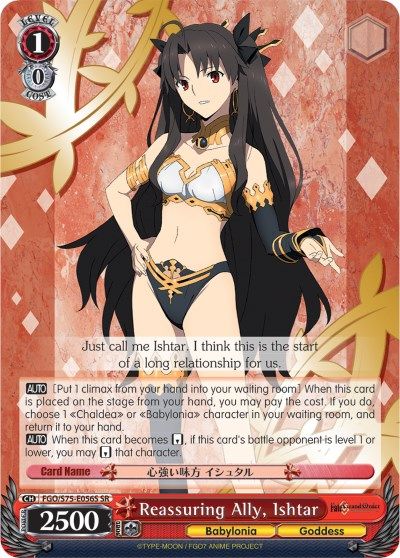 LEVEL
1
0
COST
Just call me Ishtar. I think this is the start
of a long relationship for us.
AUTO [Put 1 climax from your hand into your waiting room] When this card
is placed on the stage from your hand, you may pay the cost. If you do,
choose 1 «Chaldea» or «Babylonia» character in your waiting room, and
return it to your hand.
AUTO When this card becomes, if this card's battle opponent is level 1 or
lower, you may.
Card Name
心強い味方 イシュタル
CH FGO/S75-E056S SR
Reassuring Ally, Ishtar
Fate/Grand Order
2500
Babylonia
Goddess
©TYPE-MOON / FGO7 ANIME PROJECT